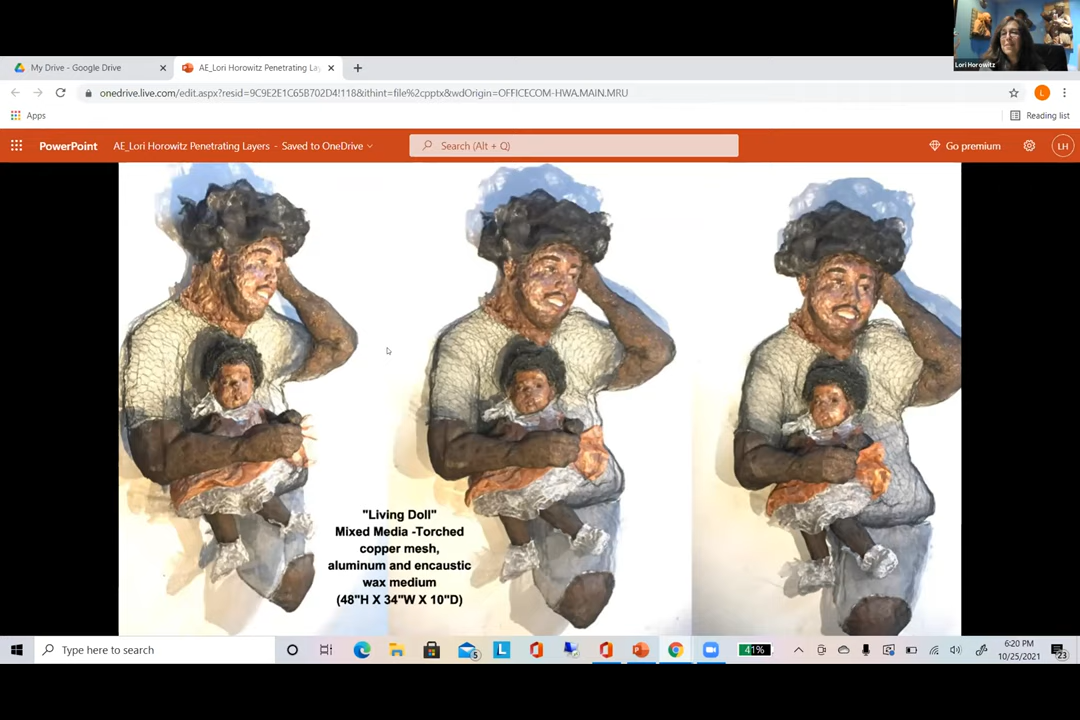 Lori Horowitz
My Drive - Google Drive
AE_Lori Horowitz Penetrating Lay
onedrive.live.com/edit.aspx?resid=9C9E2E1C65B702D4!118&ithint=file%2cpptx&wdOrigin=OFFICECOM-HWA.MAIN.MRU
L
Apps
Reading list
PowerPoint
AE_Lori Horowitz Penetrating Layers - Saved to OneDrive
Search (Alt + Q)
Go premium
LH
"Living Doll"
Mixed Media -Torched
copper mesh,
aluminum and encaustic
wax medium
(48"H X 34"W X 10"D)
Type here to search
5
L
41%
6:20 PM
10/25/2021
23